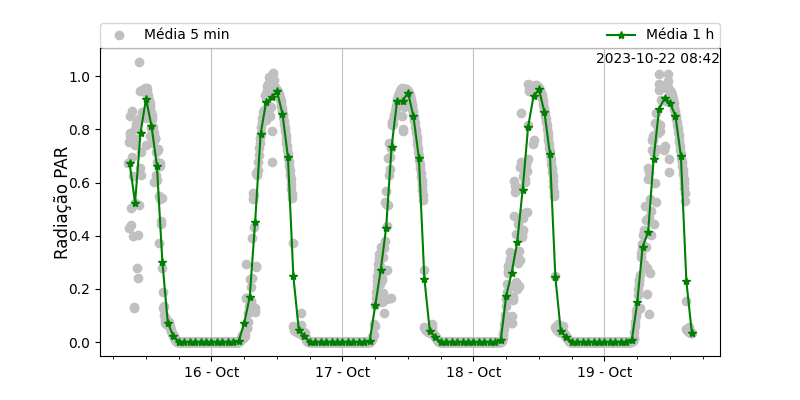 Média 5 min
Média 1 h
2023-10-22 08:42
1.0
0.8
0.6
0.4
0.2
0.0
Radiação PAR
16 - Oct
17 - Oct
18 - Oct
19 - Oct